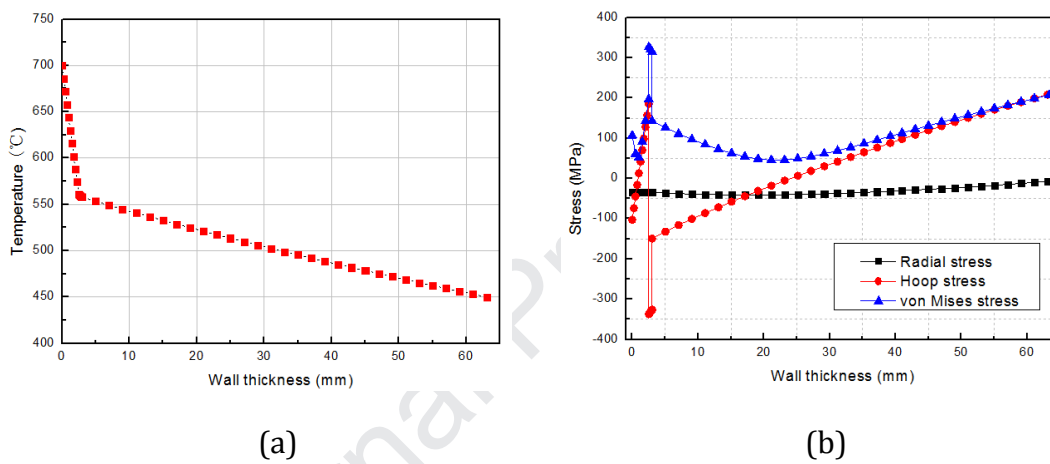 750
700
650
600
550
500
450
400
Temperature (℃)
0 10 20 30 40 50 60
Wall thickness (mm)
(a)
400
300
200
100
0
-100
-200
-300
-400
Stress (MPa)
Radial stress
Hoop stress
von Mises stress
0 10 20 30 40 50 60
Wall thickness (mm)
(b)